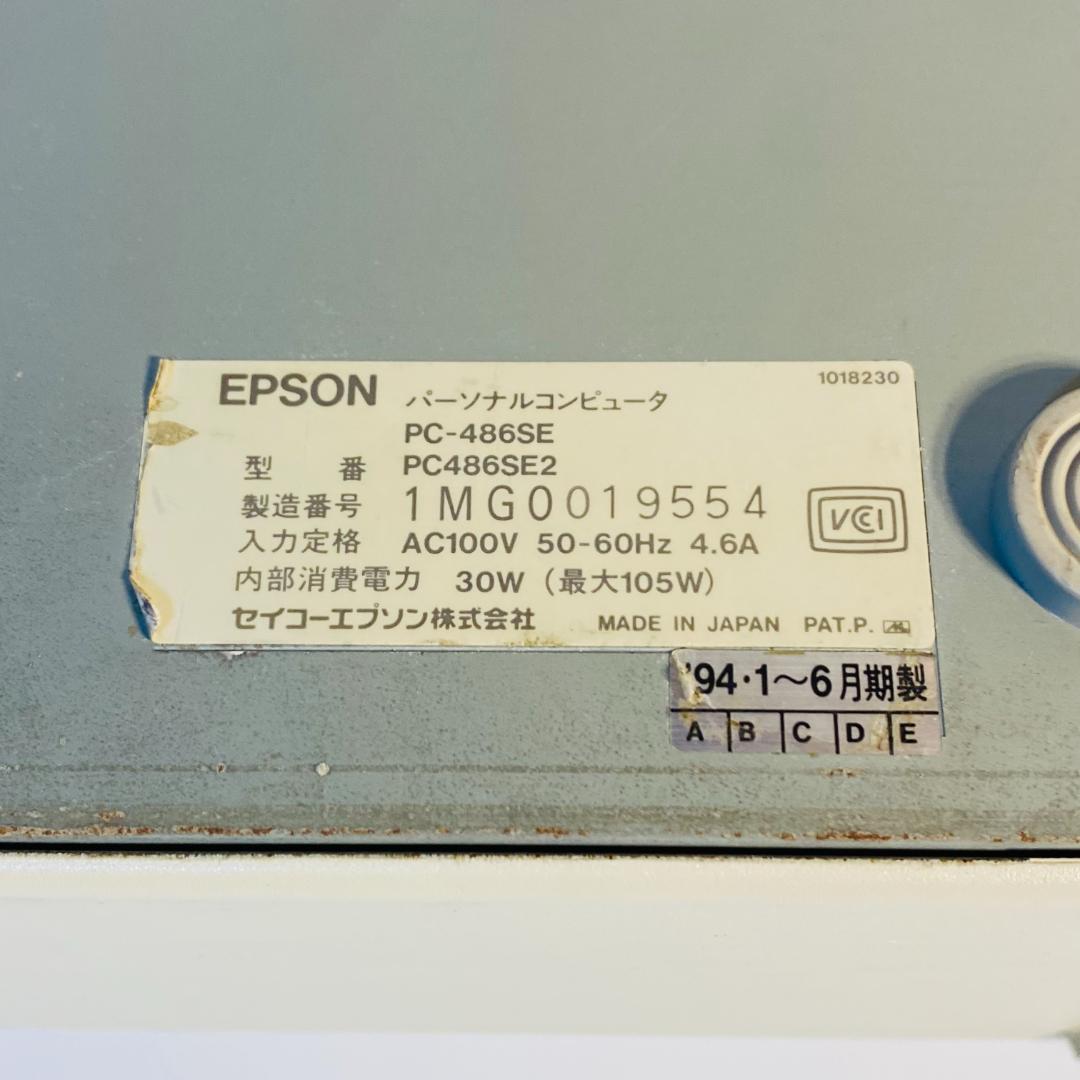 EPSON パーソナルコンピュータ 1018230
PC-486SE
型 番 PC486SE2
製造番号 1MG0019554
VCCI
入力定格 AC100V 50-60Hz 4.6A
内部消費電力 30W (最大105W)
セイコーエプソン株式会社 MADE IN JAPAN PAT.P.
'94・1〜6月期製
A B C D E